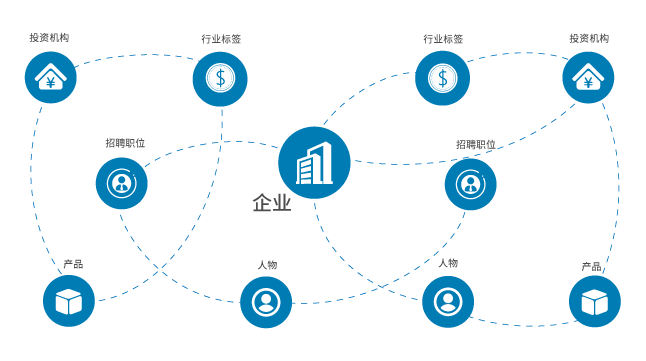 投资机构
行业标签
行业标签
投资机构
招聘职位
招聘职位
企业
产品
人物
人物
产品